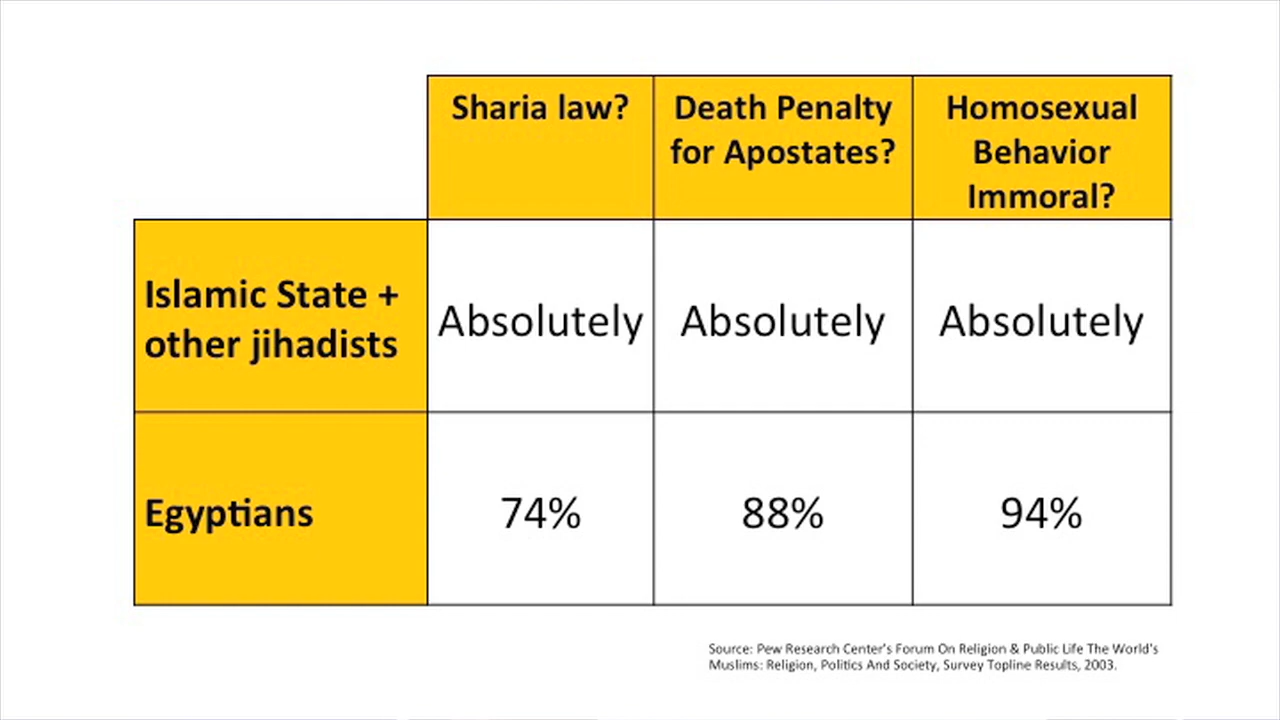 Sharia law?
Death Penalty
for Apostates?
Homosexual
Behavior
Immoral?
Islamic State +
other jihadists
Absolutely
Absolutely
Absolutely
Egyptians
74%
88%
94%
Source: Pew Research Center's Forum On Religion & Public Life The World's
Muslims: Religion, Politics And Society, Survey Topline Results, 2003.